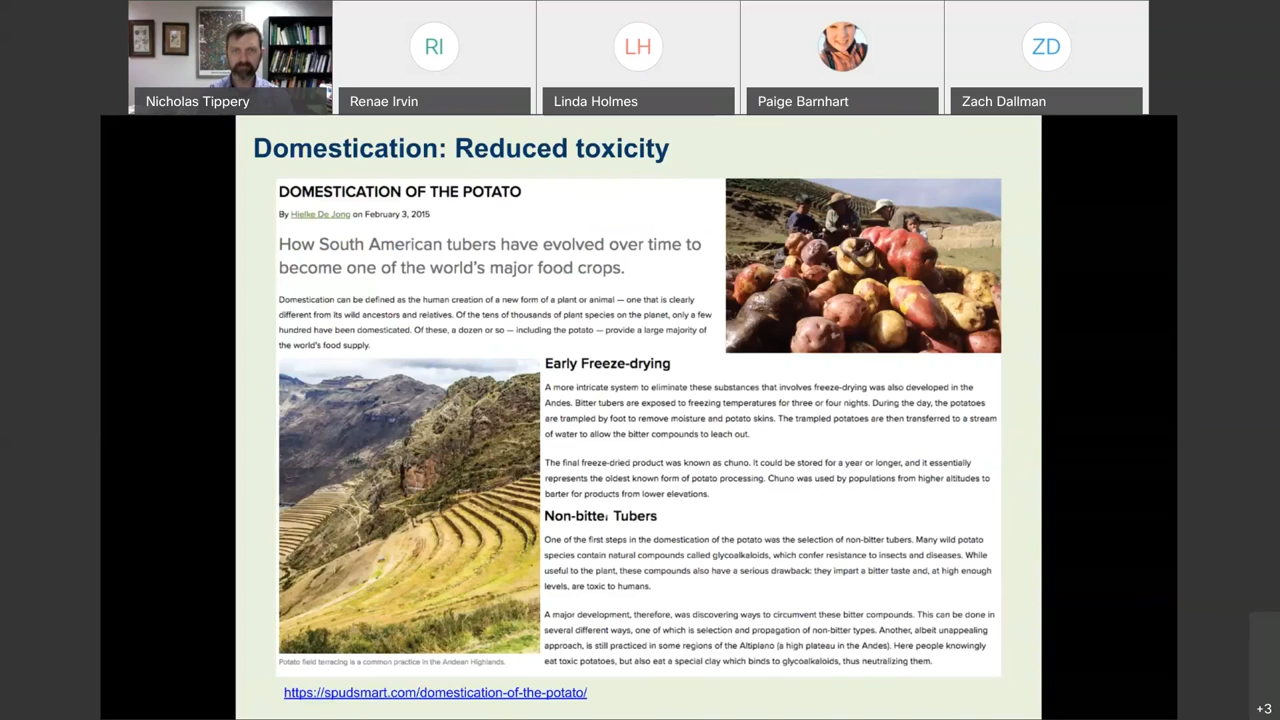 RI
LH
ZD
Nicholas Tippery
Renae Irvin
Linda Holmes
Paige Barnhart
Zach Dallman
Domestication: Reduced toxicity
DOMESTICATION OF THE POTATO
By Hielke De Jong on February 3, 2015
How South American tubers have evolved over time to
become one of the world's major food crops.
Domestication can be defined as the human creation of a new form of a plant or animal — one that is clearly
different from its wild ancestors and relatives. Of the tens of thousands of plant species on the planet, only a few
hundred have been domesticated. Of these, a dozen or so — including the potato — provide a large majority of
the world's food supply.
Early Freeze-drying
A more intricate system to eliminate these substances that involves freeze-drying was also developed in the
Andes. Bitter tubers are exposed to freezing temperatures for three or four nights. During the day, the potatoes
are trampled by foot to remove moisture and potato skins. The trampled potatoes are then transferred to a stream
of water to allow the bitter compounds to leach out.
The final freeze-dried product was known as chuno. It could be stored for a year or longer, and it essentially
represents the oldest known form of potato processing. Chuno was used by populations from higher altitudes to
barter for products from lower elevations.
Non-bitter Tubers
One of the first steps in the domestication of the potato was the selection of non-bitter tubers. Many wild potato
species contain natural compounds called glycoalkaloids, which confer resistance to insects and diseases. While
useful to the plant, these compounds also have a serious drawback: they impart a bitter taste and, at high enough
levels, are toxic to humans.
A major development, therefore, was discovering ways to circumvent these bitter compounds. This can be done in
several different ways, one of which is selection and propagation of non-bitter types. Another, albeit unappealing
approach, is still practiced in some regions of the Altiplano (a high plateau in the Andes). Here people knowingly
eat toxic potatoes, but also eat a special clay which binds to glycoalkaloids, thus neutralizing them.
Potato field terracing is a common practice in the Andean Highlands.
https://spudsmart.com/domestication-of-the-potato/
+3